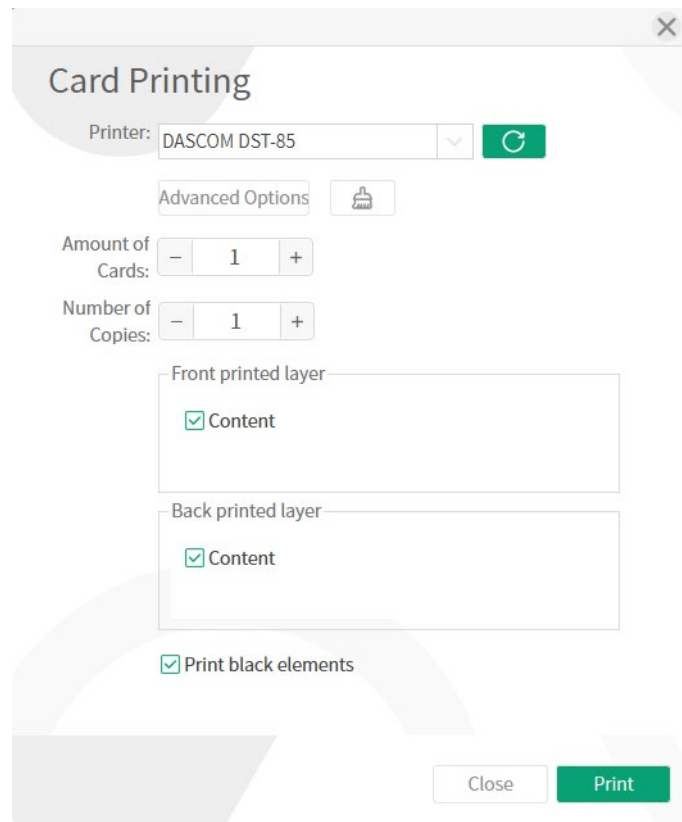 Card Printing
Printer:
DASCOM DST-85
Advanced Options
Amount of
Cards:
− 1 +
Number of
Copies:
− 1 +
Front printed layer
Content
Back printed layer
Content
Print black elements
Close
Print